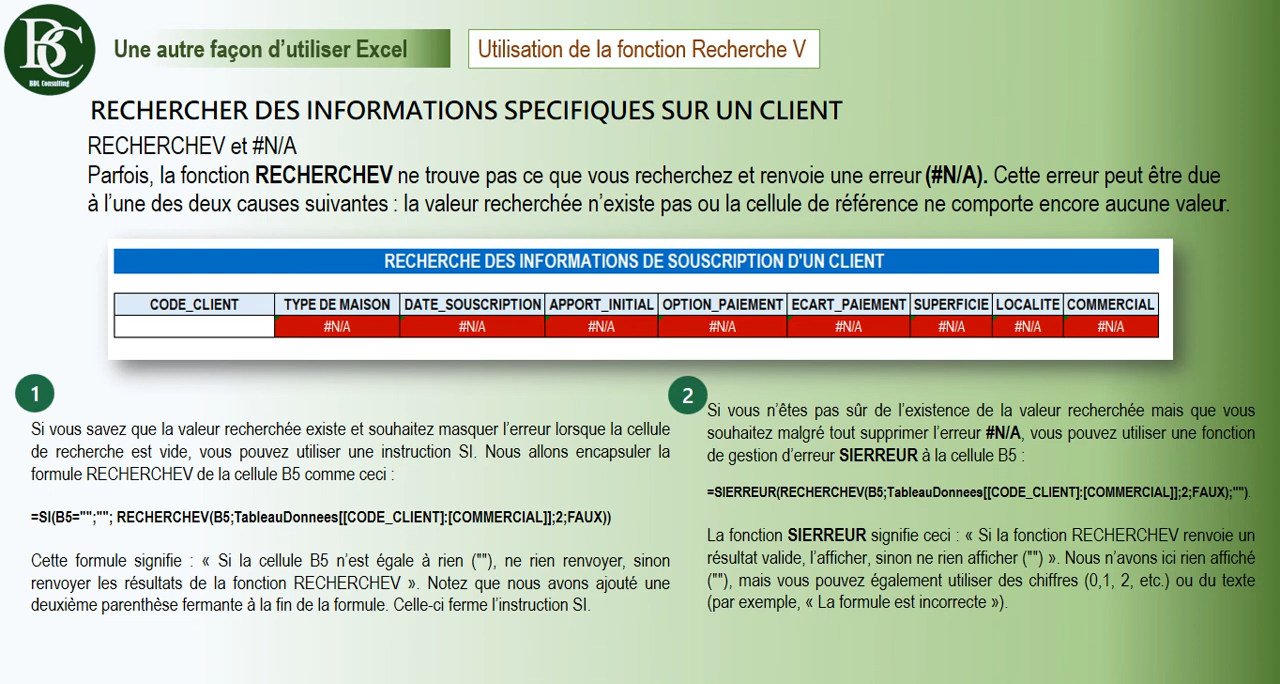 BC
BDL Consulting
Une autre façon d’utiliser Excel
Utilisation de la fonction Recherche V
RECHERCHER DES INFORMATIONS SPECIFIQUES SUR UN CLIENT
RECHERCHEV et #N/A
Parfois, la fonction RECHERCHEV ne trouve pas ce que vous recherchez et renvoie une erreur (#N/A). Cette erreur peut être due
à l’une des deux causes suivantes : la valeur recherchée n’existe pas ou la cellule de référence ne comporte encore aucune valeur.
RECHERCHE DES INFORMATIONS DE SOUSCRIPTION D'UN CLIENT
CODE_CLIENT TYPE DE MAISON DATE_SOUSCRIPTION APPORT_INITIAL OPTION_PAIEMENT ECART_PAIEMENT SUPERFICIE LOCALITE COMMERCIAL
#N/A #N/A #N/A #N/A #N/A #N/A #N/A #N/A
1
Si vous savez que la valeur recherchée existe et souhaitez masquer l’erreur lorsque la cellule
de recherche est vide, vous pouvez utiliser une instruction SI. Nous allons encapsuler la
formule RECHERCHEV de la cellule B5 comme ceci :
=SI(B5="";""; RECHERCHEV(B5;TableauDonnees[[CODE_CLIENT]:[COMMERCIAL]];2;FAUX))
Cette formule signifie : « Si la cellule B5 n’est égale à rien (""), ne rien renvoyer, sinon
renvoyer les résultats de la fonction RECHERCHEV ». Notez que nous avons ajouté une
deuxième parenthèse fermante à la fin de la formule. Celle-ci ferme l’instruction SI.
2
Si vous n’êtes pas sûr de l’existence de la valeur recherchée mais que vous
souhaitez malgré tout supprimer l’erreur #N/A, vous pouvez utiliser une fonction
de gestion d’erreur SIERREUR à la cellule B5 :
=SIERREUR(RECHERCHEV(B5;TableauDonnees[[CODE_CLIENT]:[COMMERCIAL]];2;FAUX);"").
La fonction SIERREUR signifie ceci : « Si la fonction RECHERCHEV renvoie un
résultat valide, l’afficher, sinon ne rien afficher ("") ». Nous n’avons ici rien affiché
(""), mais vous pouvez également utiliser des chiffres (0,1, 2, etc.) ou du texte
(par exemple, « La formule est incorrecte »).